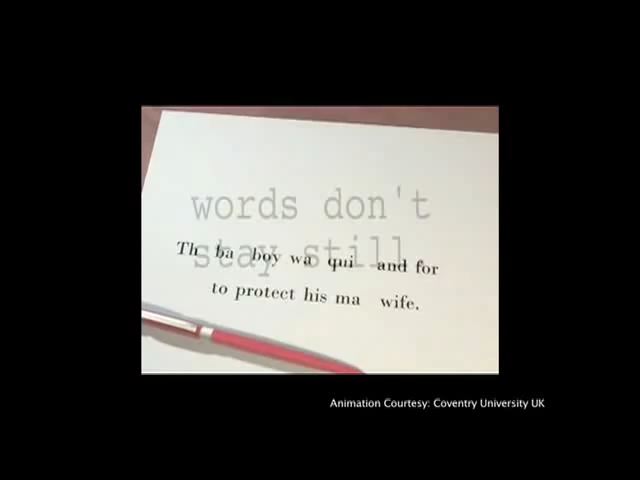 words don't
stay still
Th ba boy wa qui and for
to protect his ma wife.
Animation Courtesy: Coventry University UK